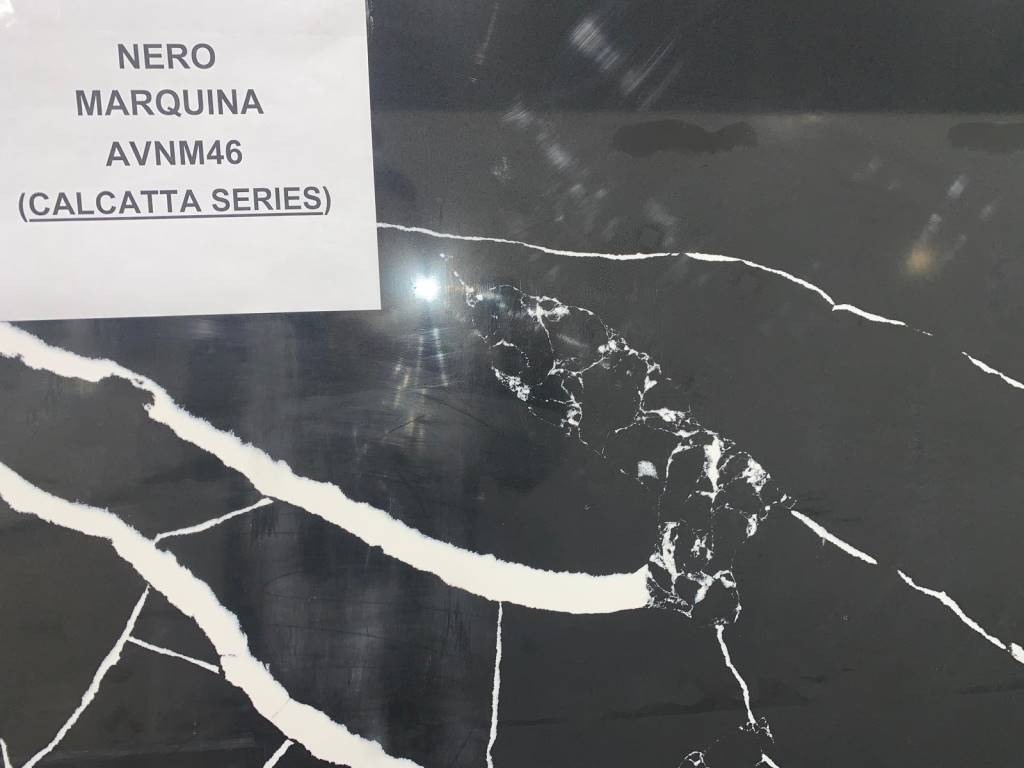 NERO
MARQUINA
AVNM46
(CALCATTA SERIES)